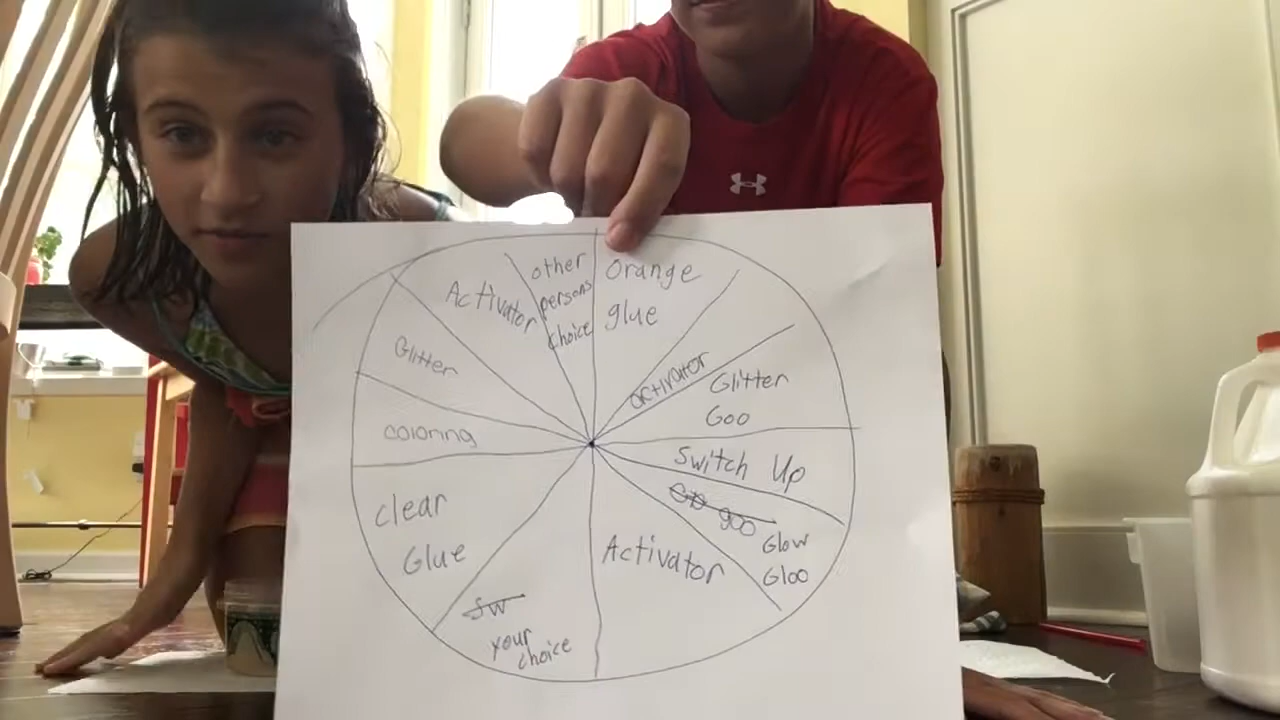 Orange
glue
activator
Glitter
Goo
Switch Up
goo
Glow
Gloo
Activator
sw
your
choice
clear
Glue
coloring
Glitter
Activator
other
persons
choice